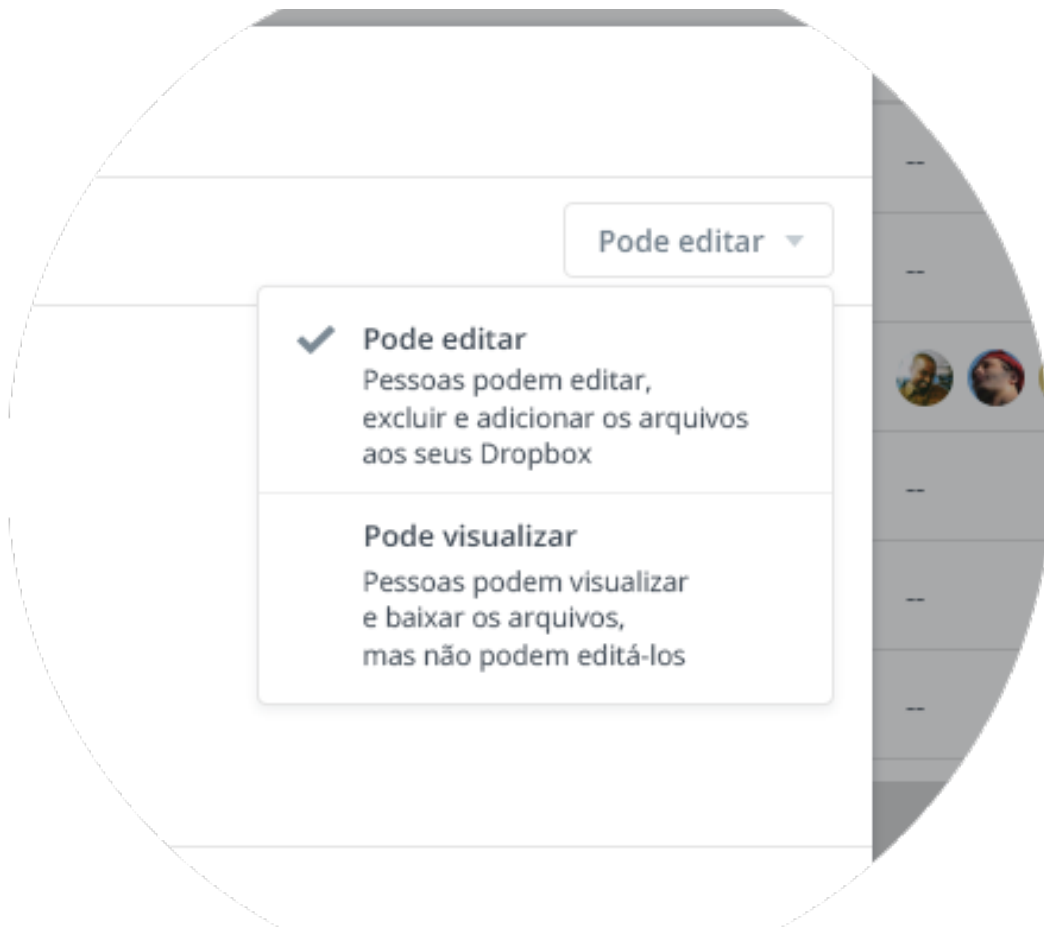 --
Pode editar
--
Pode editar
Pessoas podem editar,
excluir e adicionar os arquivos
aos seus Dropbox
--
Pode visualizar
Pessoas podem visualizar
e baixar os arquivos,
mas não podem editá-los
--
--